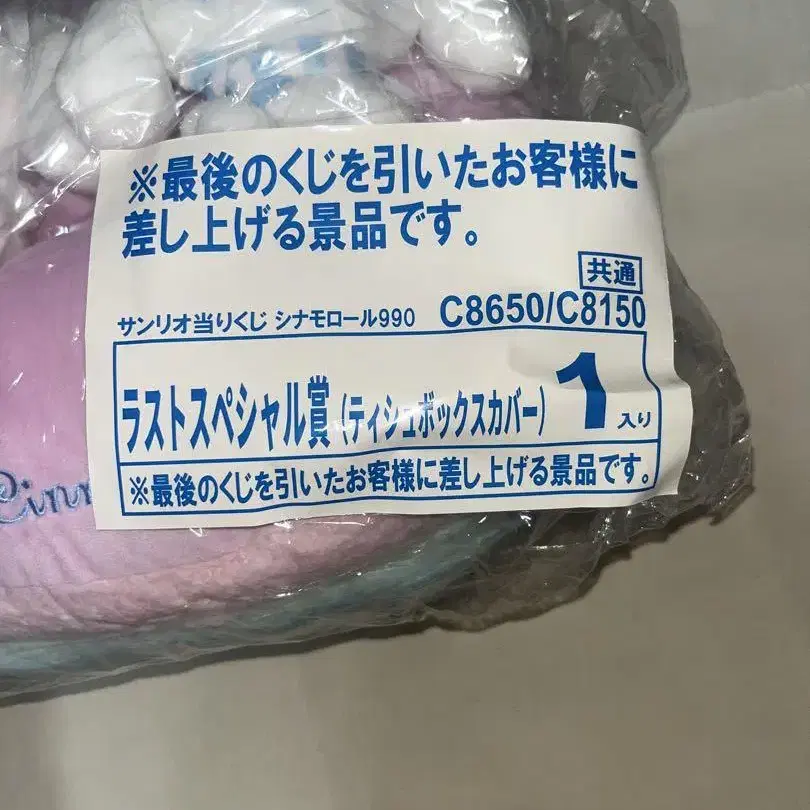 ※最後のくじを引いたお客様に
差し上げる景品です。
共通
サンリオ当りくじ シナモロール990 C8650/C8150
ラストスペシャル賞（ティシュボックスカバー） 1 入り
※最後のくじを引いたお客様に差し上げる景品です。